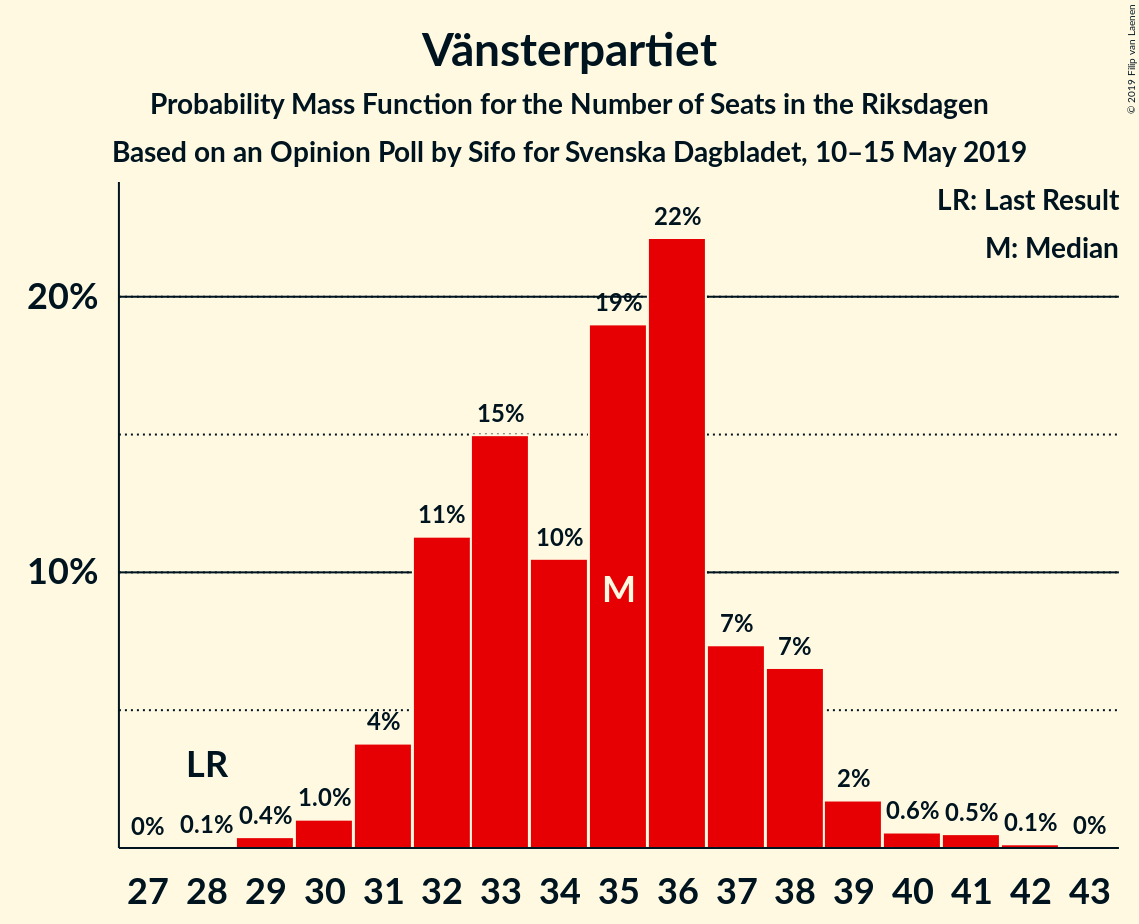 Vänsterpartiet
Probability Mass Function for the Number of Seats in the Riksdagen
Based on an Opinion Poll by Sifo for Svenska Dagbladet, 10–15 May 2019
© 2019 Filip van Laenen
LR: Last Result
M: Median
20%
10%
0%
0.1%
0.4%
1.0%
4%
11%
15%
10%
19%
22%
7%
7%
2%
0.6%
0.5%
0.1%
0%
LR
M
27 28 29 30 31 32 33 34 35 36 37 38 39 40 41 42 43